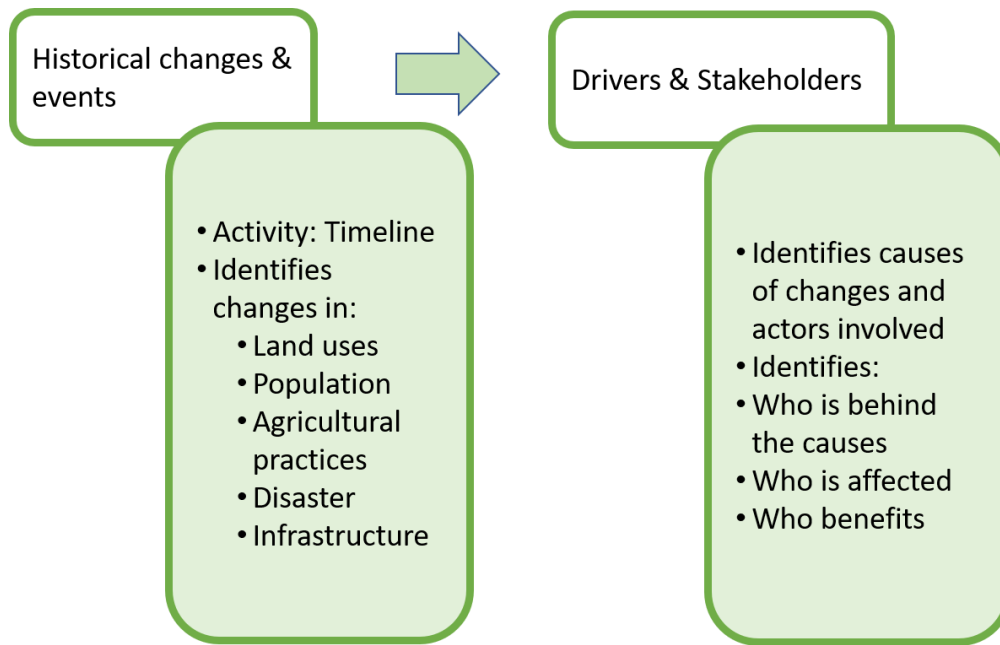 Historical changes &
events
• Activity: Timeline
• Identifies
changes in:
• Land uses
• Population
• Agricultural
practices
• Disaster
• Infrastructure
Drivers & Stakeholders
• Identifies causes
of changes and
actors involved
• Identifies:
• Who is behind
the causes
• Who is affected
• Who benefits